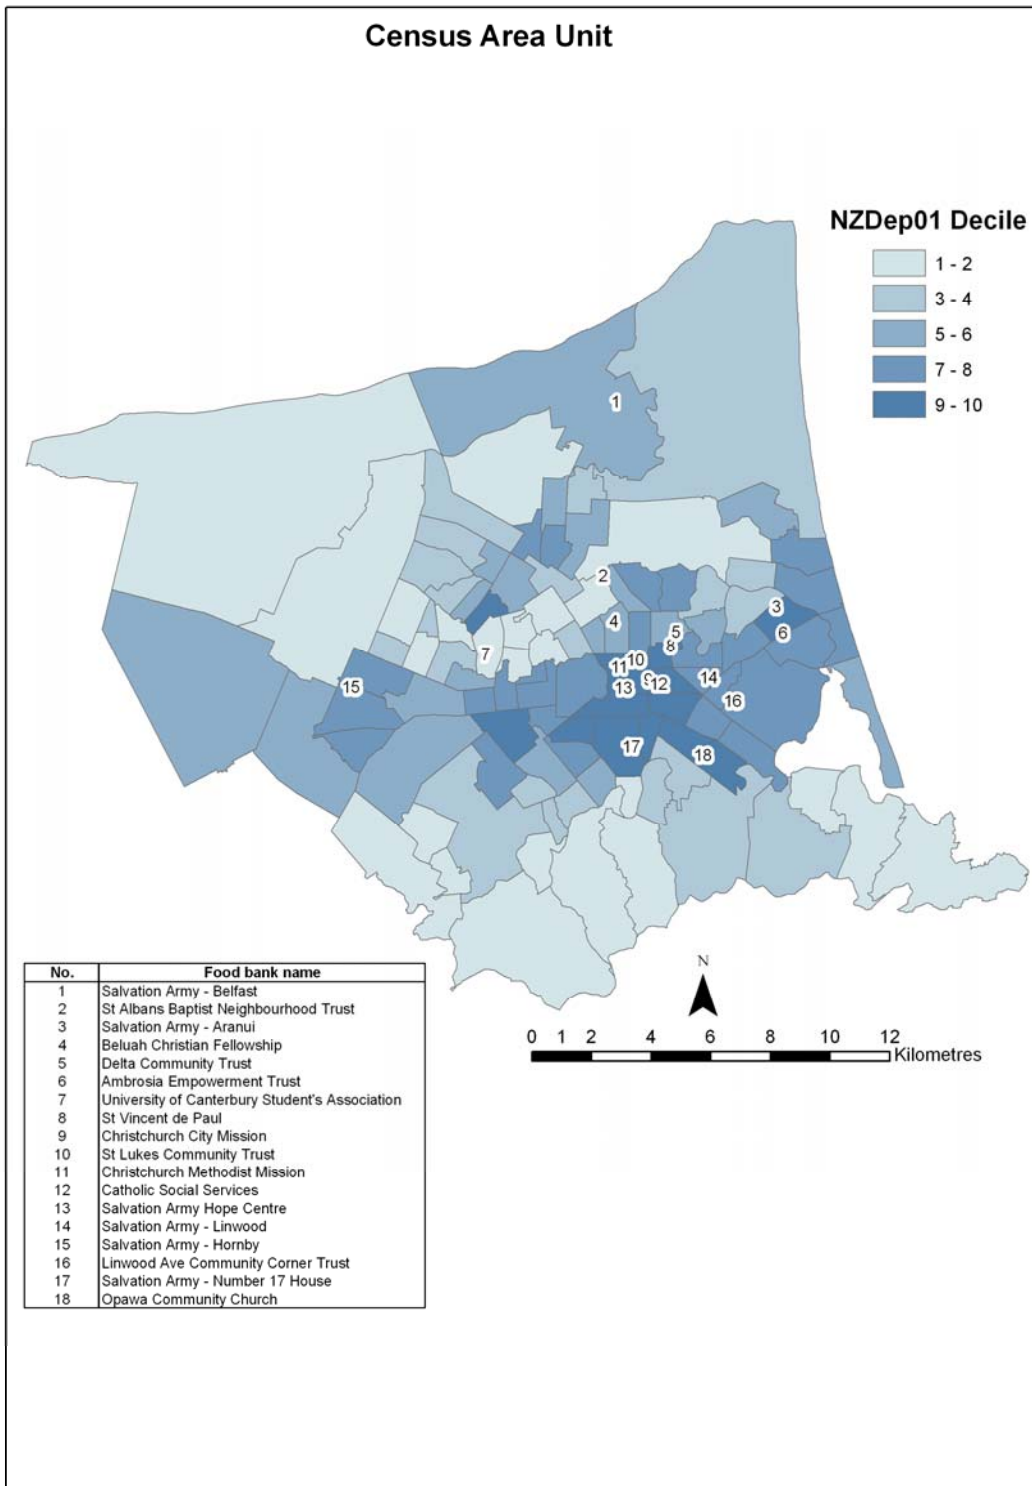 Census Area Unit
NZDep01 Decile
1 - 2
3 - 4
5 - 6
7 - 8
9 - 10
1
2
3
4
5
6
7
8
14
10
11
9
12
13
15
16
17
18
No. Food bank name
1 Salvation Army - Belfast
2 St Albans Baptist Neighbourhood Trust
3 Salvation Army - Aranui
4 Beluah Christian Fellowship
5 Delta Community Trust
6 Ambrosia Empowerment Trust
7 University of Canterbury Student's Association
8 St Vincent de Paul
9 Christchurch City Mission
10 St Lukes Community Trust
11 Christchurch Methodist Mission
12 Catholic Social Services
13 Salvation Army Hope Centre
14 Salvation Army - Linwood
15 Salvation Army - Hornby
16 Linwood Ave Community Corner Trust
17 Salvation Army - Number 17 House
18 Opawa Community Church
N
0 1 2 4 6 8 10 12
Kilometres